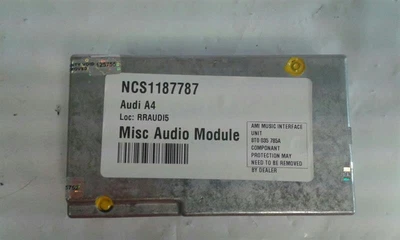 NCS1187787
Audi A4
Loc: RRAUDI5
Misc Audio Module
AMI MUSIC INTERFACE
UNIT
8T0 035 785A
COMPONANT
PROTECTION MAY
NEED TO BE REMOVED
BY DEALER